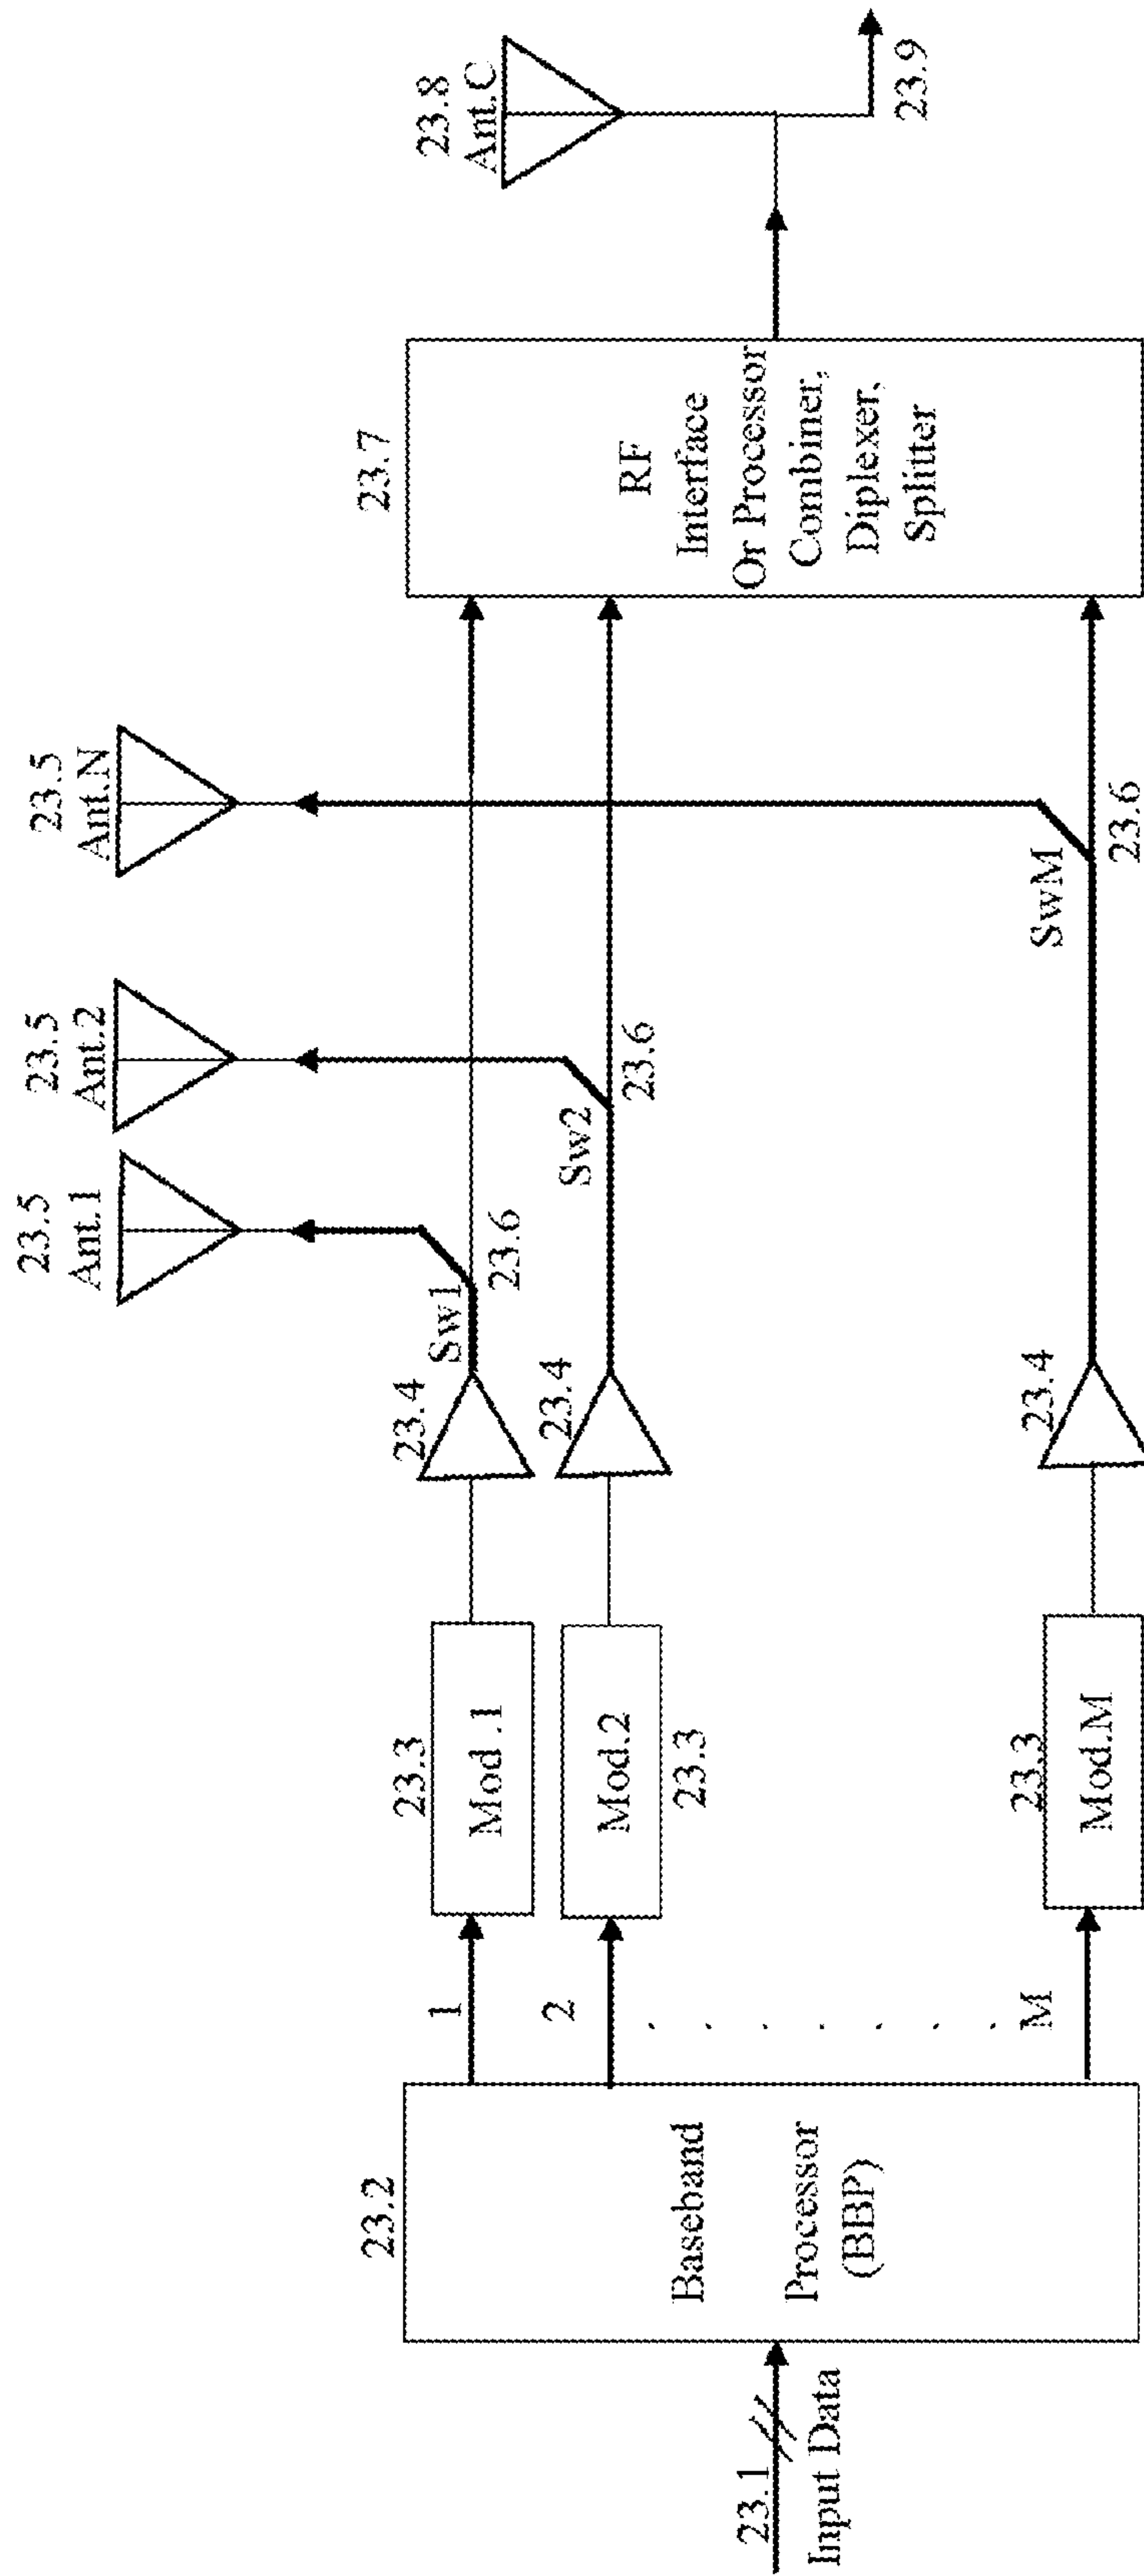 23.1
Input Data
23.2
Baseband
Processor
(BBP)
1
2
. . . . . . .
M
23.3
Mod .1
Mod.2
23.3
23.3
Mod.M
23.4
23.4
23.4
Sw1
23.6
Sw2
23.6
SwM
23.6
23.5
Ant.1
23.5
Ant.2
23.5
Ant.N
23.7
RF
Interface
Or Processor
Combiner,
Diplexer,
Splitter
23.8
Ant.C
23.9